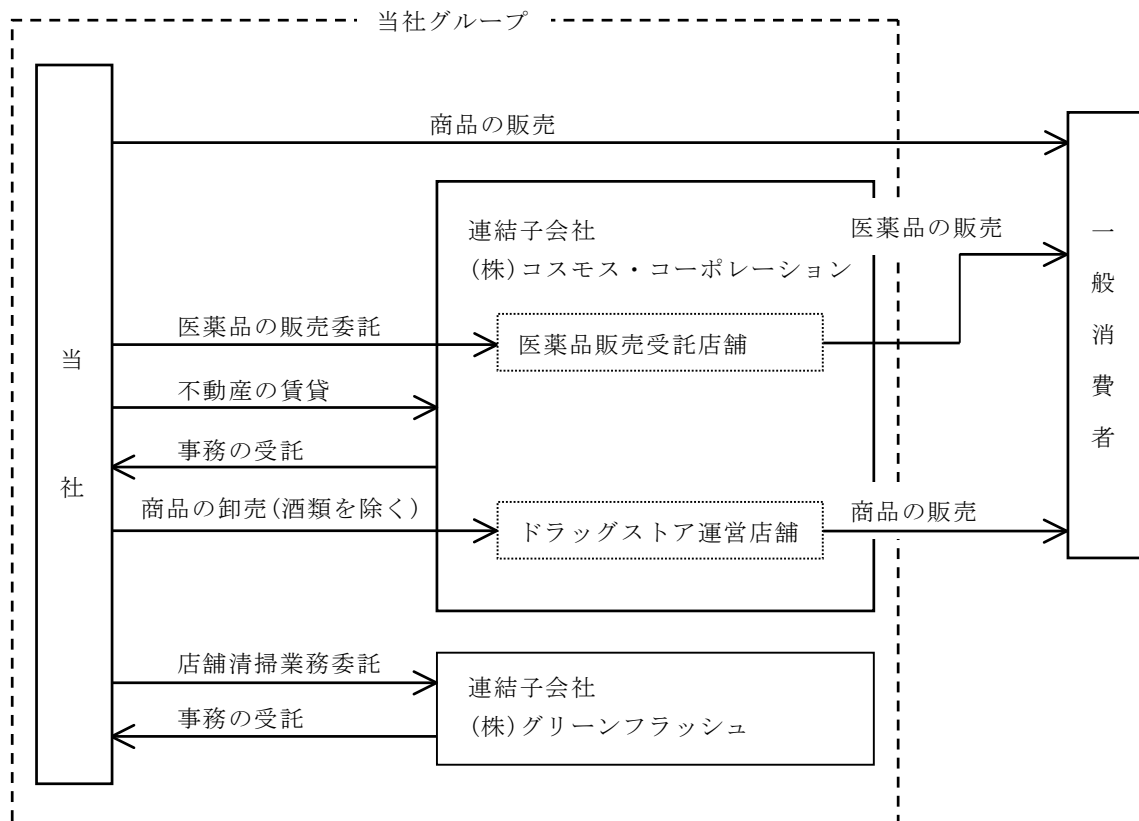 当社グループ
商品の販売
連結子会社
(株)コスモス・コーポレーション
医薬品の販売
医薬品の販売委託
医薬品販売受託店舗
当社
一般消費者
不動産の賃貸
事務の受託
商品の卸売(酒類を除く)
ドラッグストア運営店舗
商品の販売
店舗清掃業務委託
連結子会社
(株)グリーンフラッシュ
事務の受託